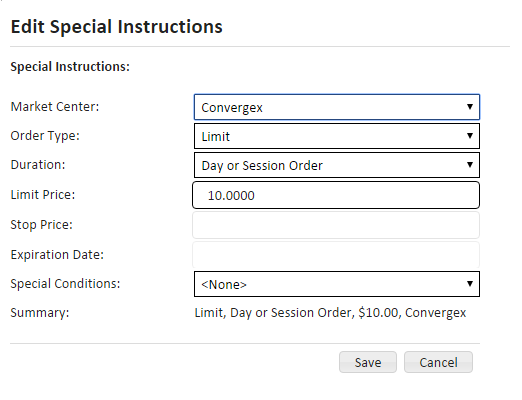 Edit Special Instructions
Special Instructions:
Market Center: Convergex
Order Type: Limit
Duration: Day or Session Order
Limit Price: 10.0000
Stop Price:
Expiration Date:
Special Conditions: <None>
Summary: Limit, Day or Session Order, $10.00, Convergex
Save Cancel